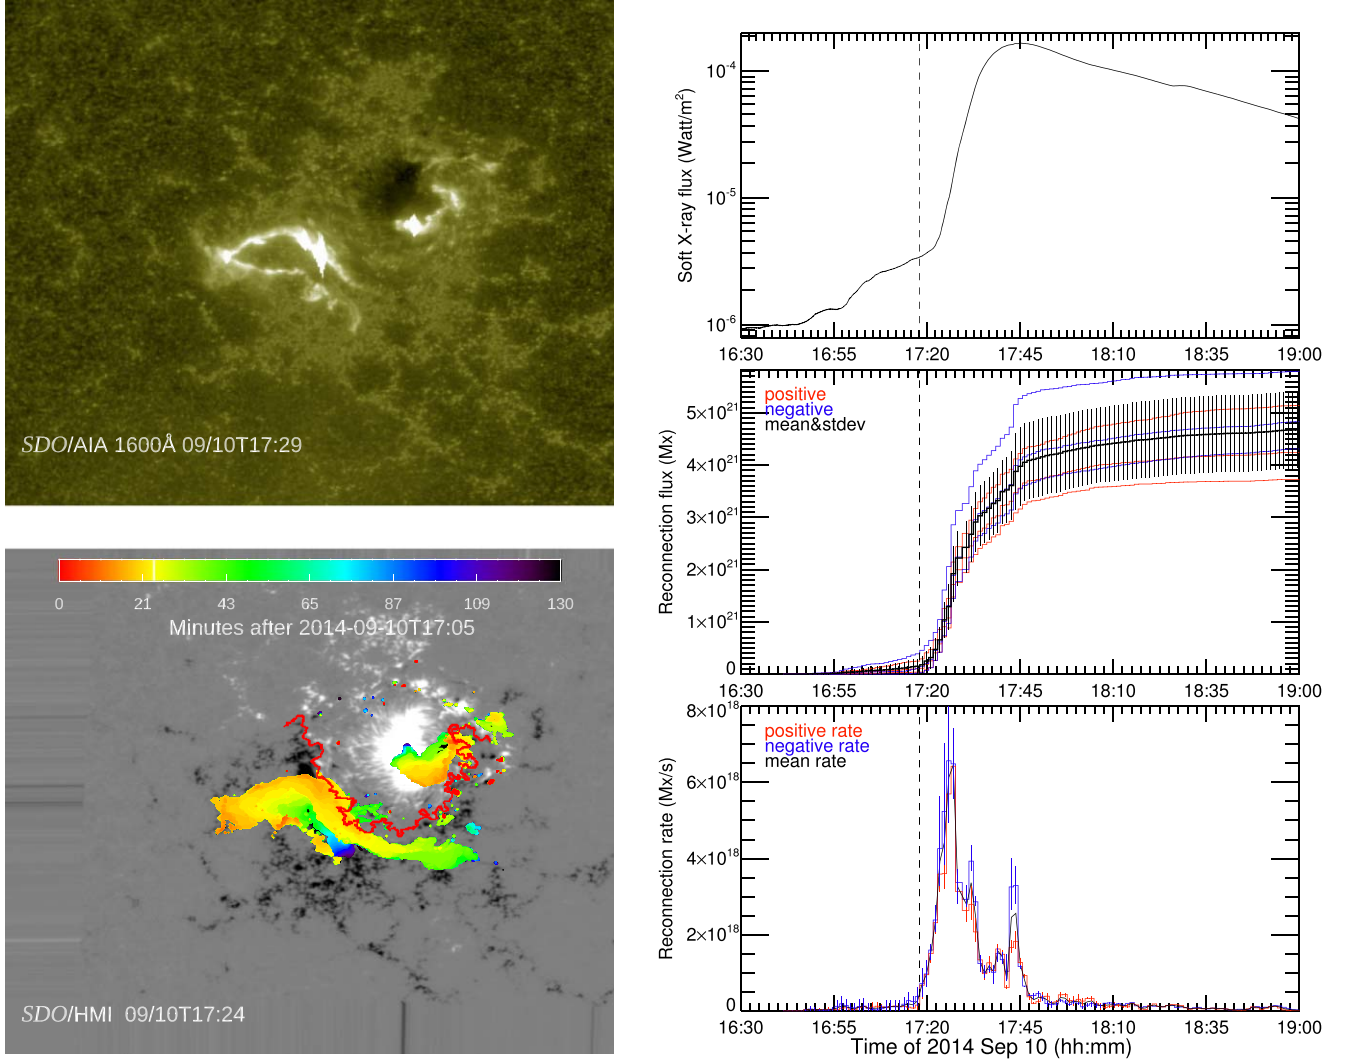 SDO/AIA 1600Å 09/10T17:29
0 21 43 65 87 109 130
Minutes after 2014-09-10T17:05
SDO/HMI 09/10T17:24
Soft X-ray flux (Watt/m²)
10⁻⁴
10⁻⁵
10⁻⁶
16:30 16:55 17:20 17:45 18:10 18:35 19:00
Reconnection flux (Mx)
positive
negative
mean&stdev
5×10²¹
4×10²¹
3×10²¹
2×10²¹
1×10²¹
0
16:30 16:55 17:20 17:45 18:10 18:35 19:00
Reconnection rate (Mx/s)
8×10¹⁸
positive rate
negative rate
mean rate
6×10¹⁸
4×10¹⁸
2×10¹⁸
0
16:30 16:55 17:20 17:45 18:10 18:35 19:00
Time of 2014 Sep 10 (hh:mm)